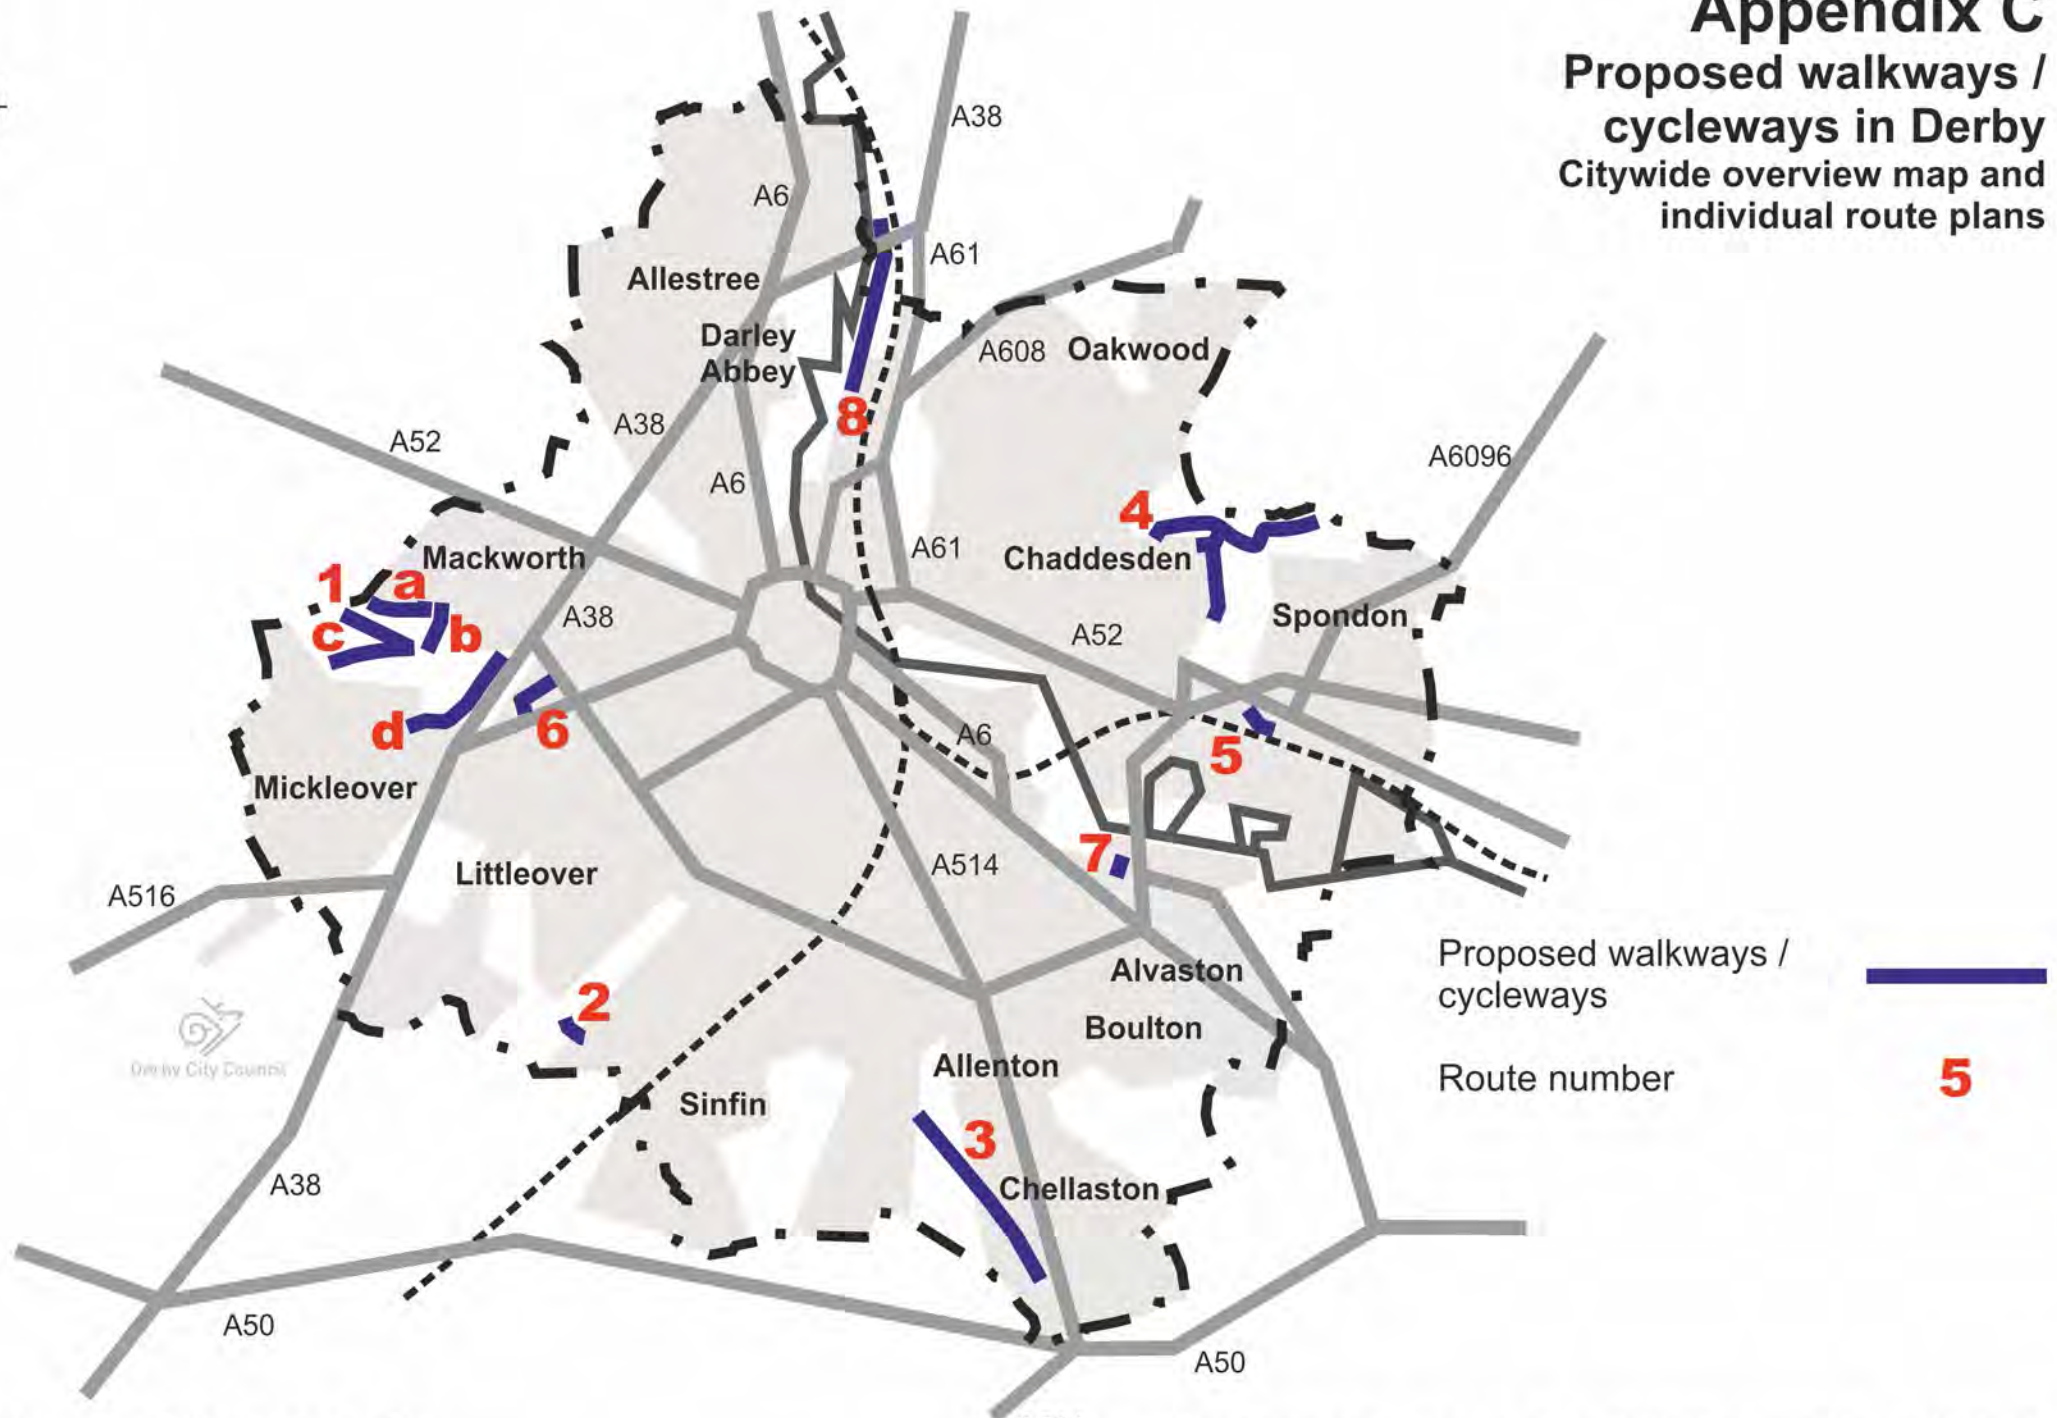 Appendix C
Proposed walkways /
cycleways in Derby
Citywide overview map and
individual route plans
A38
A6
A61
Allestree
Darley
Abbey
A608
Oakwood
8
A38
A52
A6
A6096
4
A61
Chaddesden
Mackworth
1
a
c
b
A38
A52
Spondon
d
6
A6
5
Mickleover
7
Littleover
A514
A516
Proposed walkways /
cycleways
Alvaston
2
Boulton
Derby City Council
Allenton
Route number
5
Sinfin
3
Chellaston
A38
A50
A50